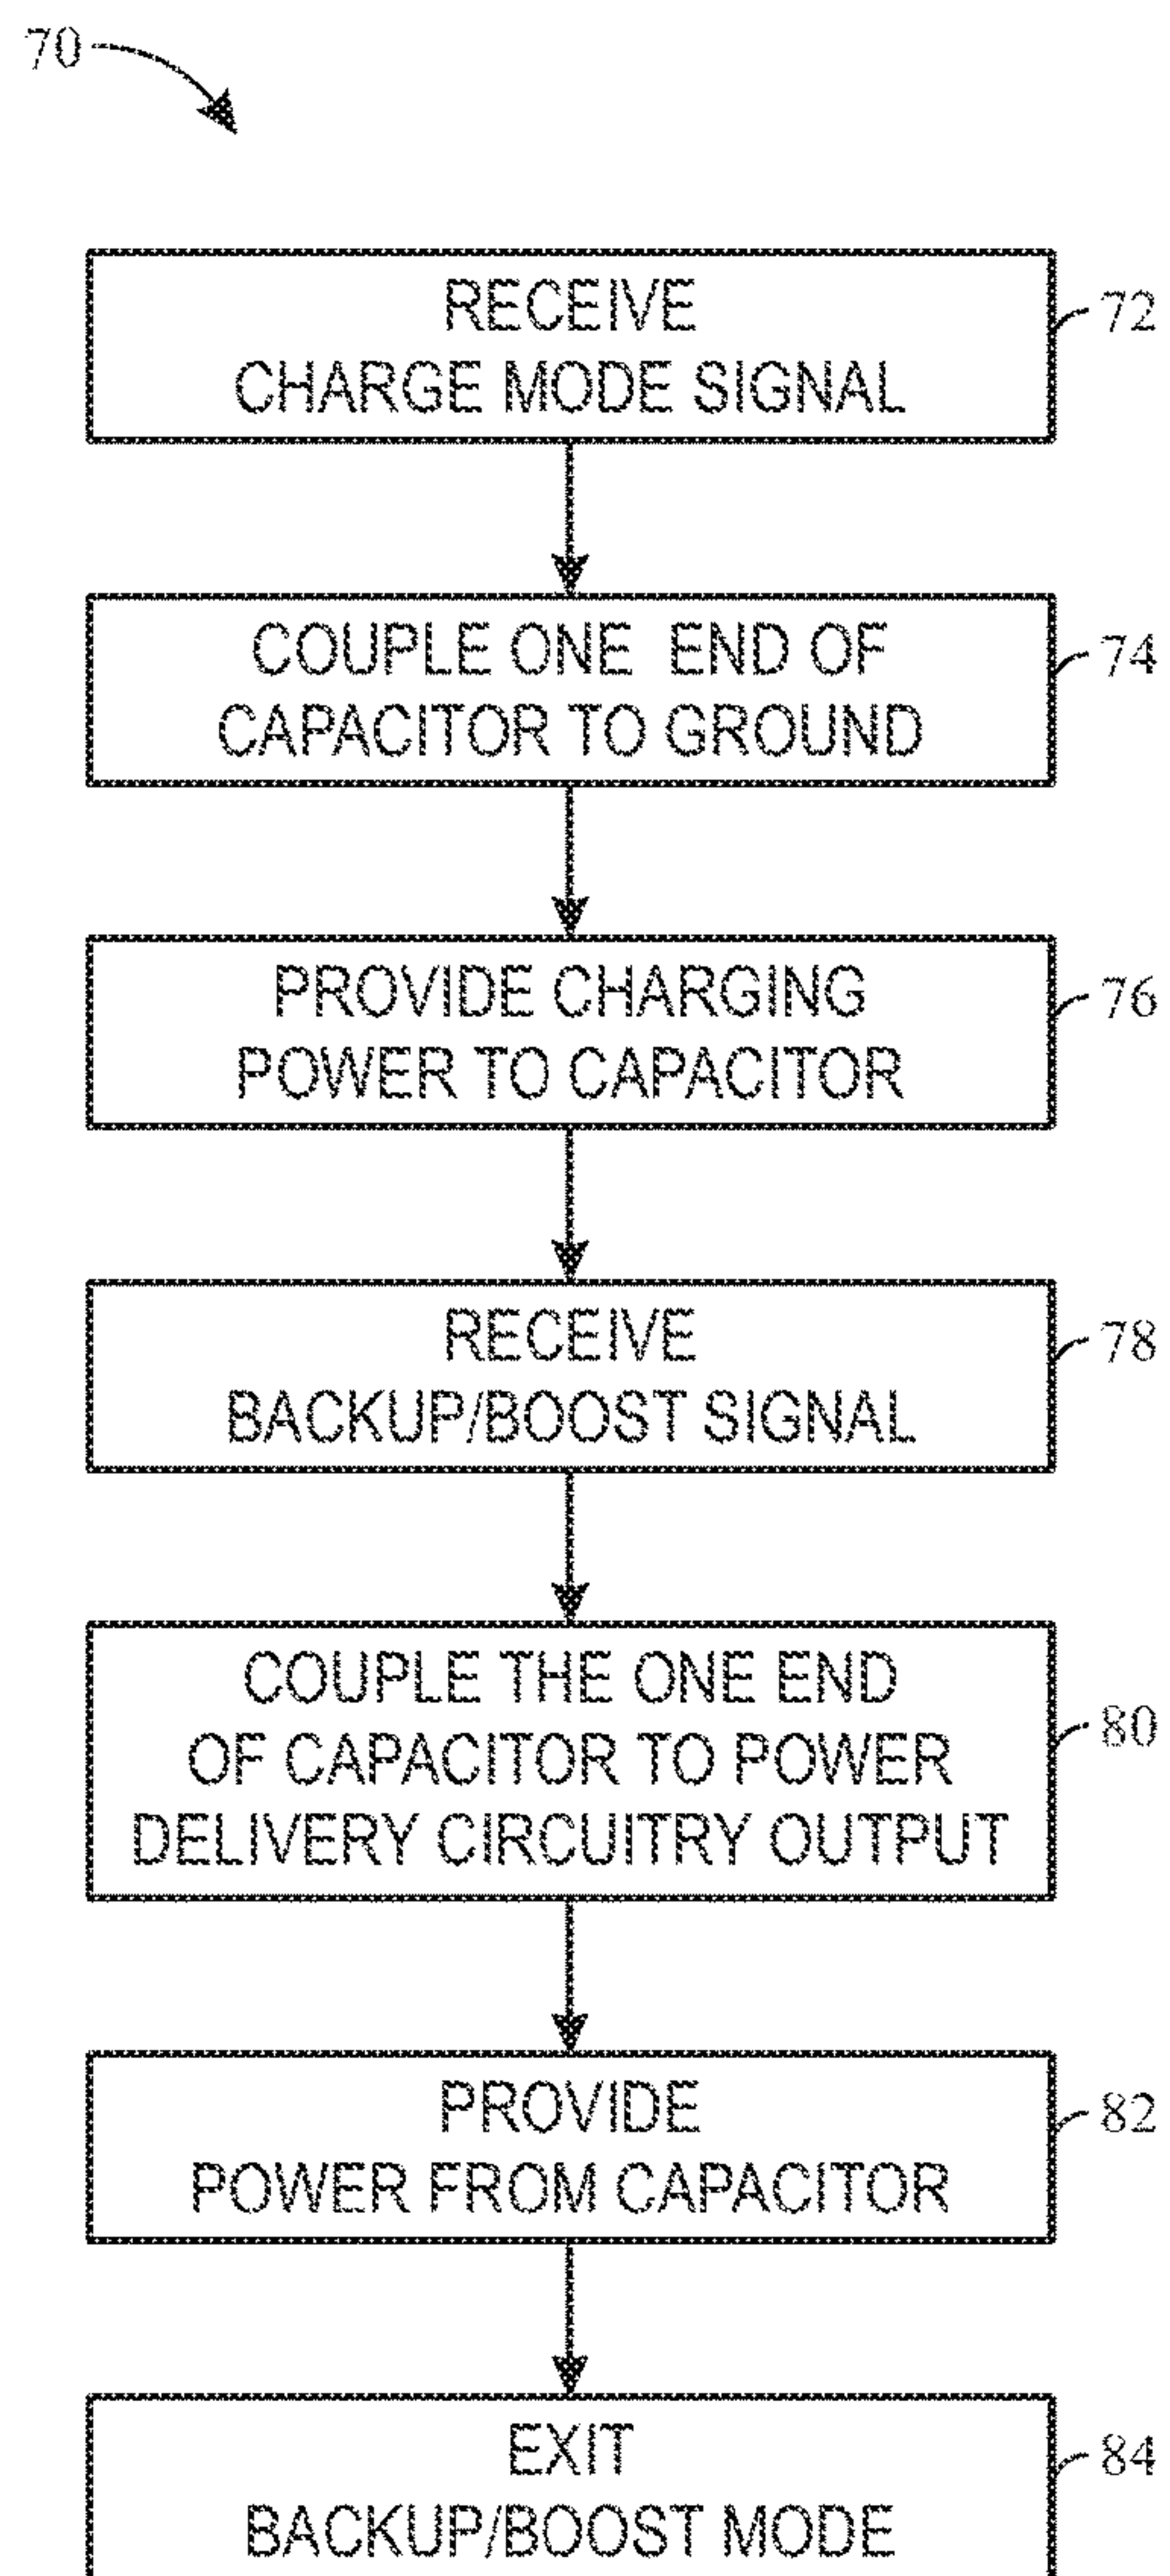 70
RECEIVE
CHARGE MODE SIGNAL
72
COUPLE ONE END OF
CAPACITOR TO GROUND
74
PROVIDE CHARGING
POWER TO CAPACITOR
76
RECEIVE
BACKUP/BOOST SIGNAL
78
COUPLE THE ONE END
OF CAPACITOR TO POWER
DELIVERY CIRCUITRY OUTPUT
80
PROVIDE
POWER FROM CAPACITOR
82
EXIT
BACKUP/BOOST MODE
84